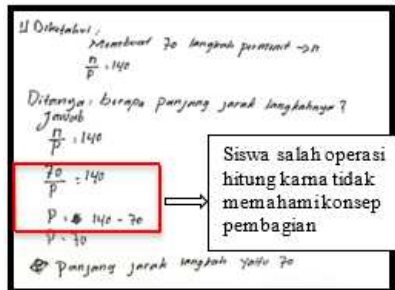 1) Diketahui:
Membuat 70 langkah permenit → n
n/p = 140
Ditanya: berapa panjang jarak langkahnya?
Jawab
n/p = 140
70/p = 140
P = 140 - 70
P = 70
Panjang jarak langkah yaitu 70
Siswa salah operasi
hitung karna tidak
memahami konsep
pembagian